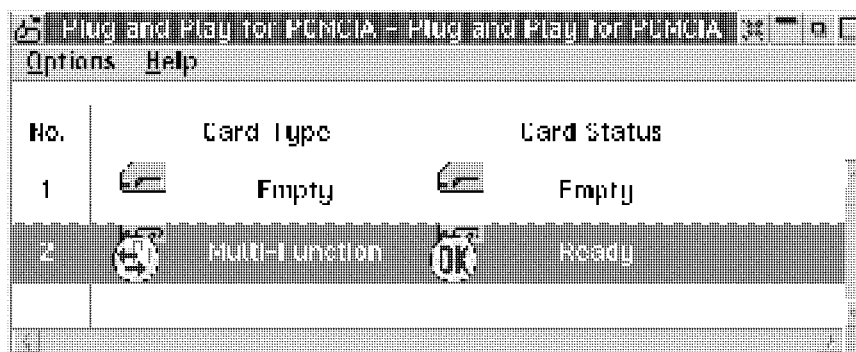 Plug and Play for PCMCIA - Plug and Play for PCMCIA
Options Help
No. Card Type Card Status
1 Empty Empty
2 Multi-Function OK Ready